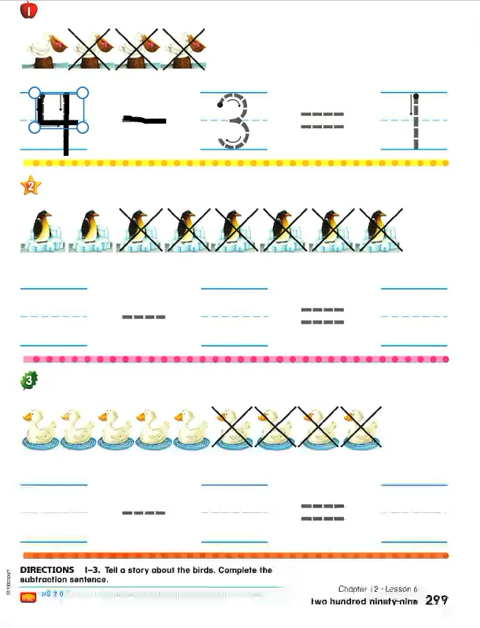 1
4 − 3 = 1
2
− =
3
− =
DIRECTIONS 1–3. Tell a story about the birds. Complete the
subtraction sentence.
Chapter 12 • Lesson 6
two hundred ninety-nine 299